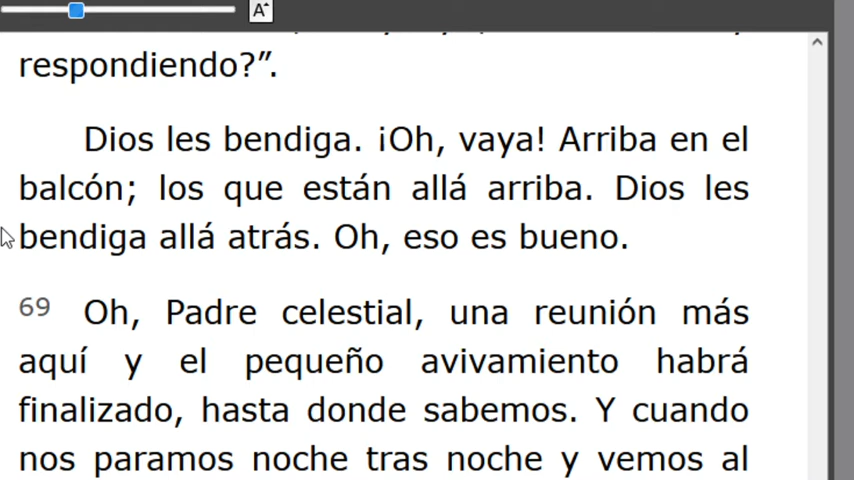 A
respondiendo?”.
Dios les bendiga. ¡Oh, vaya! Arriba en el
balcón; los que están allá arriba. Dios les
bendiga allá atrás. Oh, eso es bueno.
69 Oh, Padre celestial, una reunión más
aquí y el pequeño avivamiento habrá
finalizado, hasta donde sabemos. Y cuando
nos paramos noche tras noche y vemos al